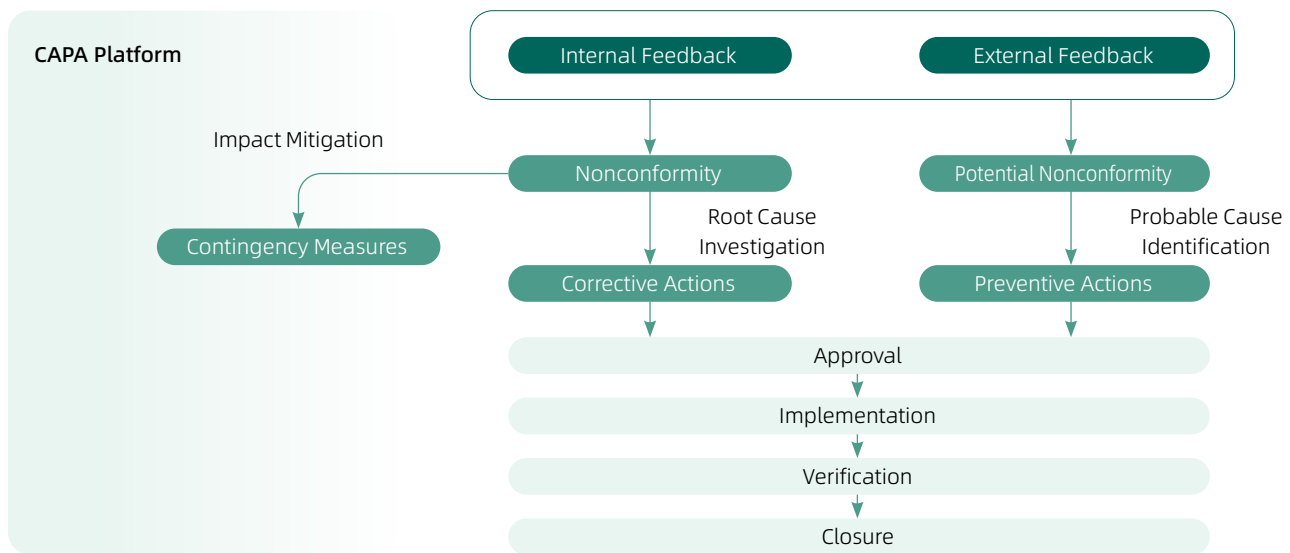 CAPA Platform
Internal Feedback
External Feedback
Impact Mitigation
Nonconformity
Potential Nonconformity
Root Cause
Investigation
Probable Cause
Identification
Contingency Measures
Corrective Actions
Preventive Actions
Approval
Implementation
Verification
Closure